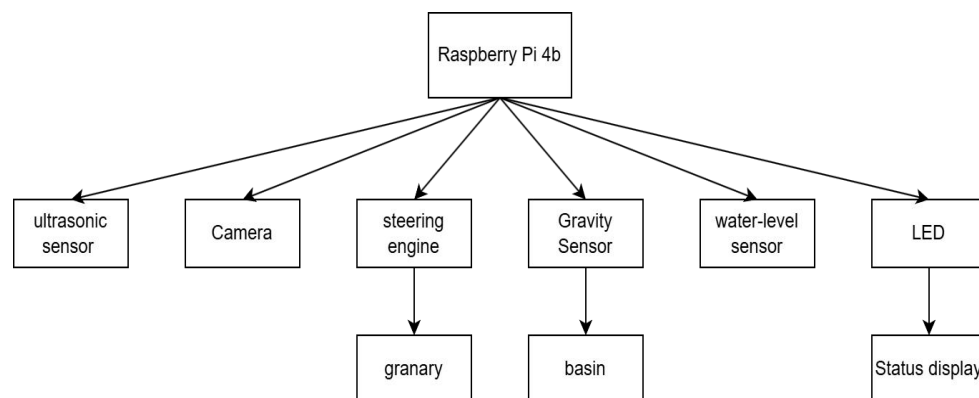 Raspberry Pi 4b
ultrasonic
sensor
Camera
steering
engine
Gravity
Sensor
water-level
sensor
LED
granary
basin
Status display